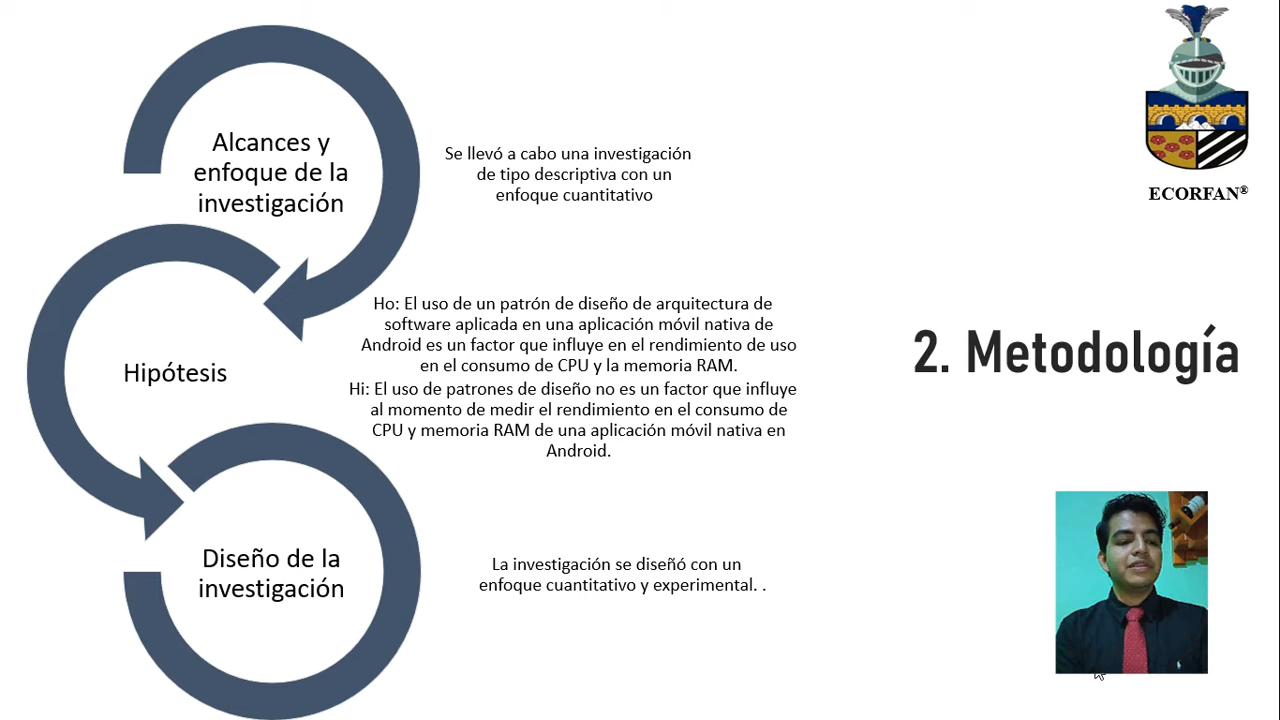 Alcances y
enfoque de la
investigación
Se llevó a cabo una investigación
de tipo descriptiva con un
enfoque cuantitativo
Hipótesis
Ho: El uso de un patrón de diseño de arquitectura de
software aplicada en una aplicación móvil nativa de
Android es un factor que influye en el rendimiento de uso
en el consumo de CPU y la memoria RAM.
Hi: El uso de patrones de diseño no es un factor que influye
al momento de medir el rendimiento en el consumo de
CPU y memoria RAM de una aplicación móvil nativa en
Android.
Diseño de la
investigación
La investigación se diseñó con un
enfoque cuantitativo y experimental. .
ECORFAN®
2. Metodología